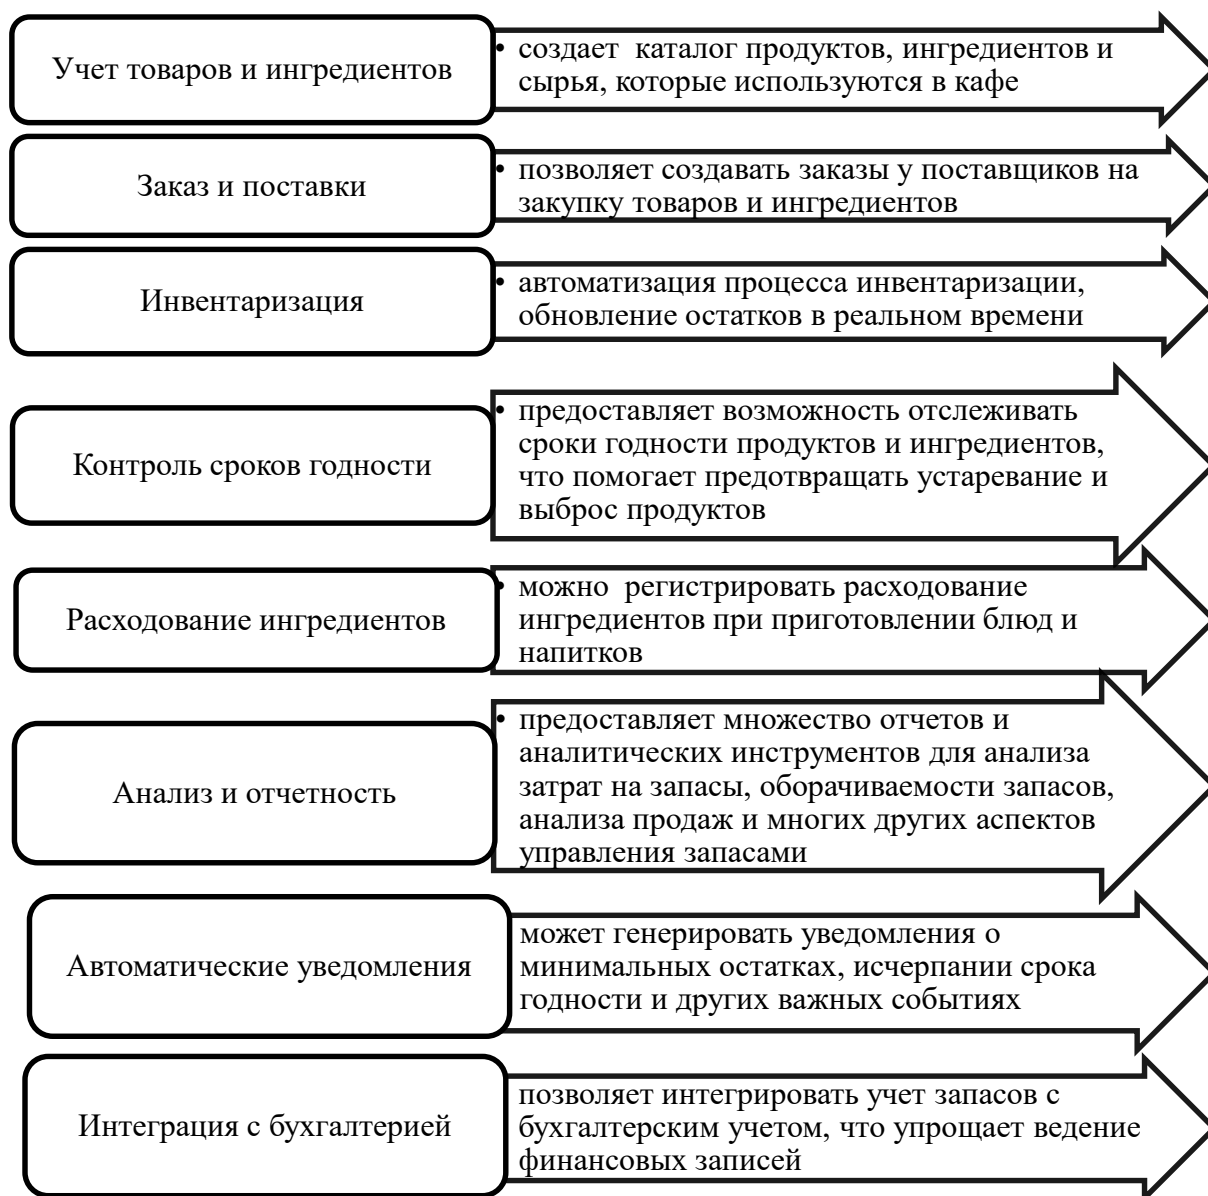 Учет товаров и ингредиентов
• создает каталог продуктов, ингредиентов и
сырья, которые используются в кафе
Заказ и поставки
• позволяет создавать заказы у поставщиков на
закупку товаров и ингредиентов
Инвентаризация
• автоматизация процесса инвентаризации,
обновление остатков в реальном времени
Контроль сроков годности
• предоставляет возможность отслеживать
сроки годности продуктов и ингредиентов,
что помогает предотвращать устаревание и
выброс продуктов
Расходование ингредиентов
• можно регистрировать расходование
ингредиентов при приготовлении блюд и
напитков
Анализ и отчетность
• предоставляет множество отчетов и
аналитических инструментов для анализа
затрат на запасы, оборачиваемости запасов,
анализа продаж и многих других аспектов
управления запасами
Автоматические уведомления
может генерировать уведомления о
минимальных остатках, исчерпании срока
годности и других важных событиях
Интеграция с бухгалтерией
позволяет интегрировать учет запасов с
бухгалтерским учетом, что упрощает ведение
финансовых записей